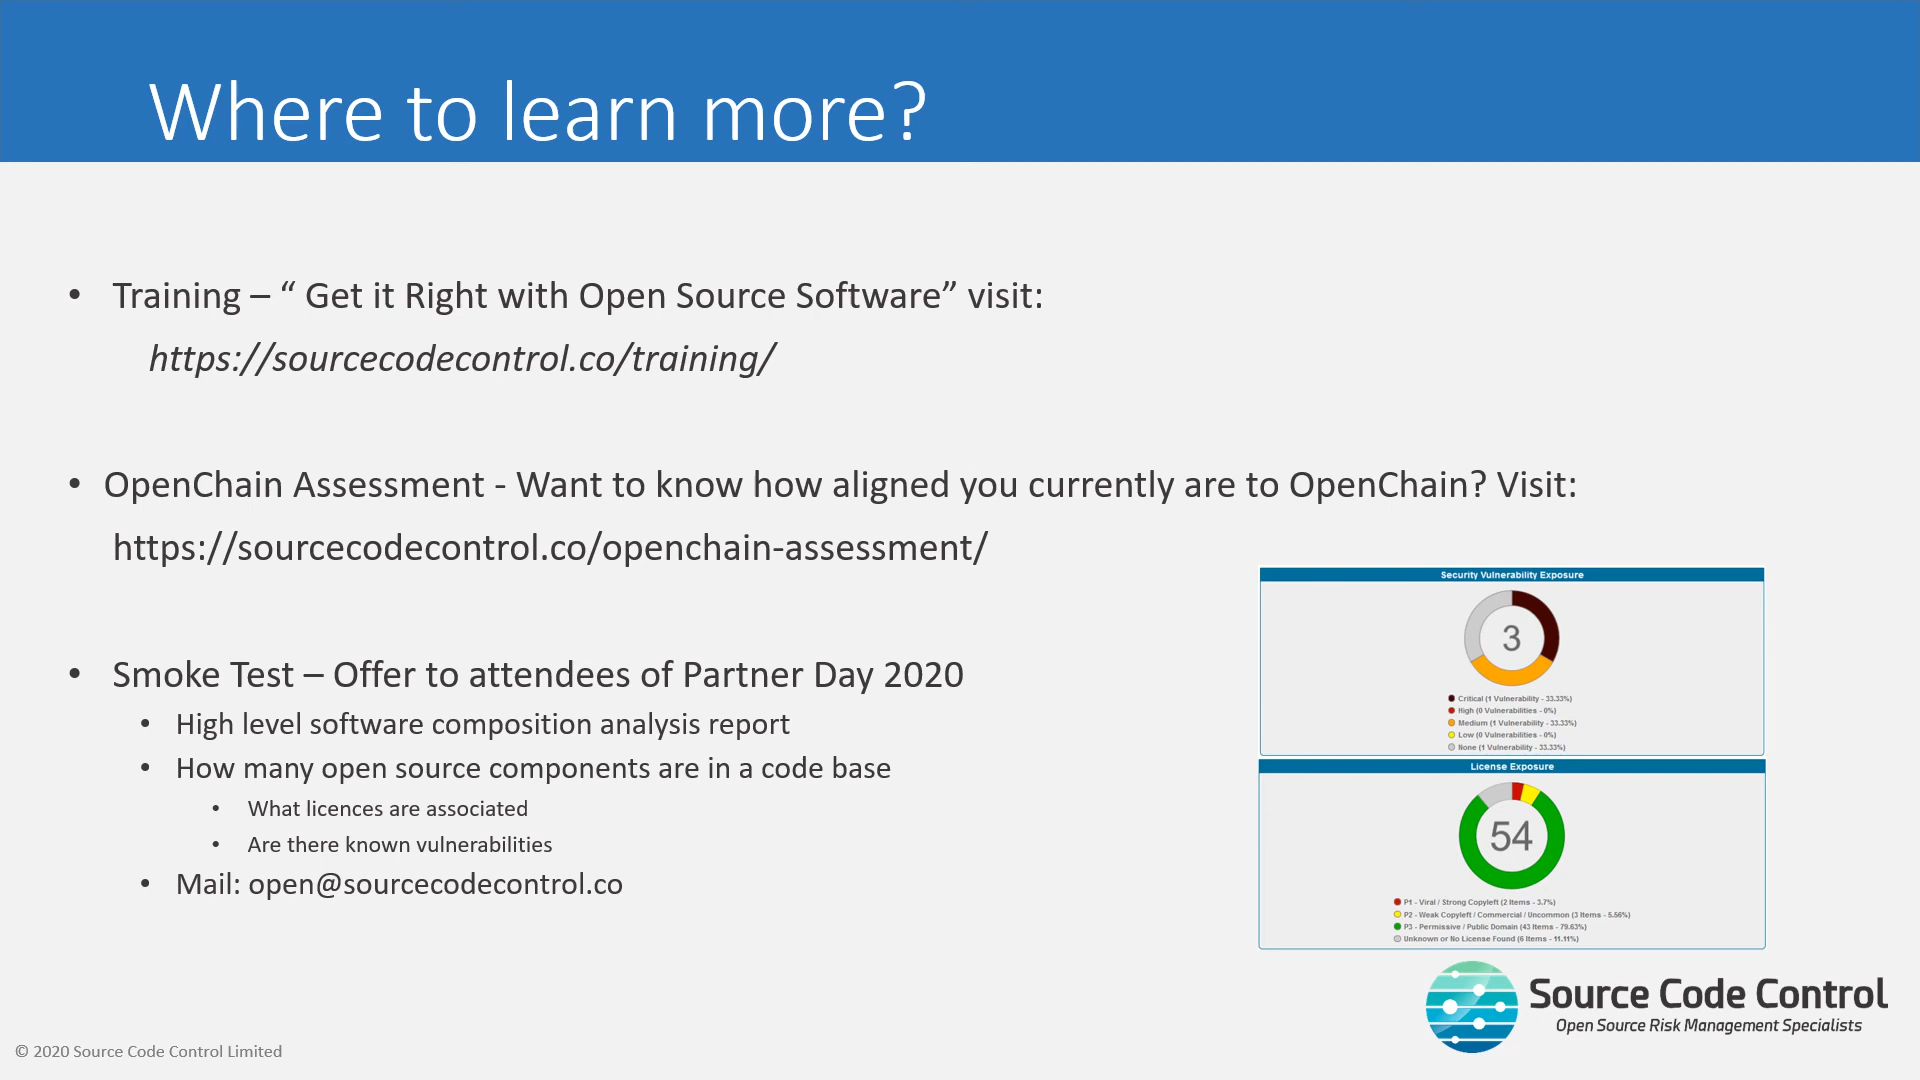 Where to learn more?
• Training – “ Get it Right with Open Source Software” visit:
https://sourcecodecontrol.co/training/
• OpenChain Assessment - Want to know how aligned you currently are to OpenChain? Visit:
https://sourcecodecontrol.co/openchain-assessment/
• Smoke Test – Offer to attendees of Partner Day 2020
• High level software composition analysis report
• How many open source components are in a code base
• What licences are associated
• Are there known vulnerabilities
• Mail: open@sourcecodecontrol.co
Security Vulnerability Exposure
3
Critical (1 Vulnerability - 33.33%)
High (0 Vulnerabilities - 0%)
Medium (1 Vulnerability - 33.33%)
Low (0 Vulnerabilities - 0%)
None (1 Vulnerability - 33.33%)
License Exposure
54
P1 - Viral / Strong Copyleft (2 Items - 3.7%)
P2 - Weak Copyleft / Commercial / Uncommon (3 Items - 5.56%)
P3 - Permissive / Public Domain (43 Items - 79.63%)
Unknown or No License Found (6 Items - 11.11%)
Source Code Control
Open Source Risk Management Specialists
© 2020 Source Code Control Limited